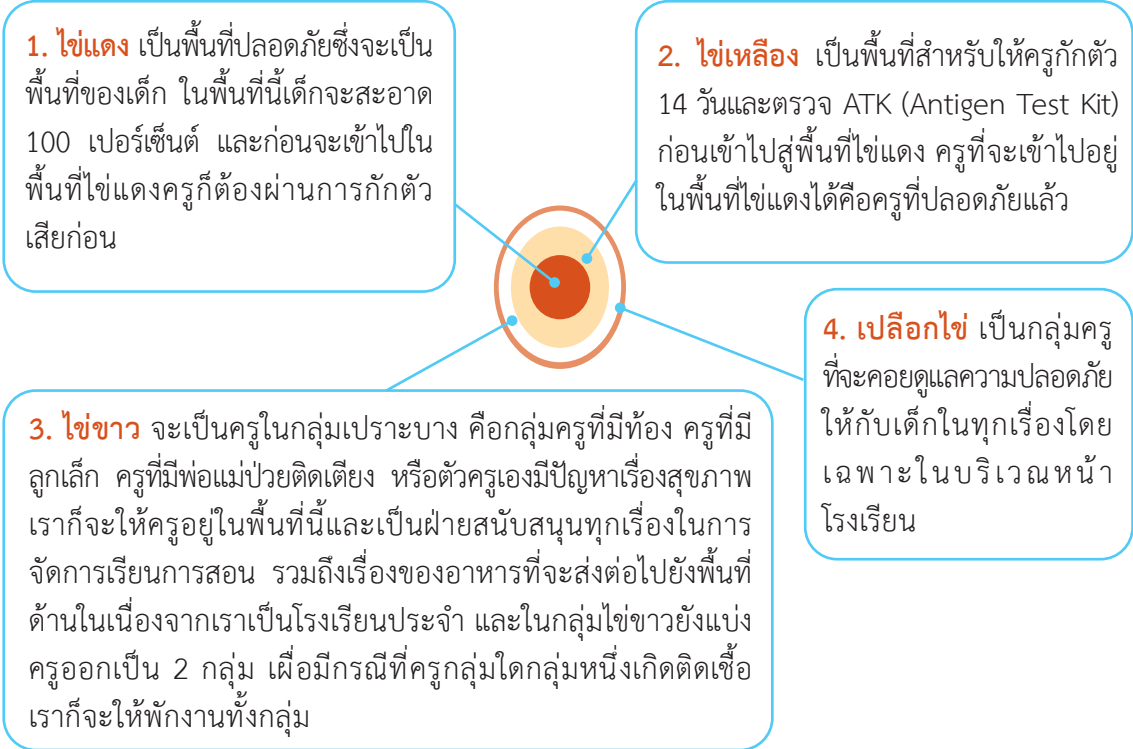 1. ไข่แดง เป็นพื้นที่ปลอดภัยซึ่งจะเป็น
พื้นที่ของเด็ก ในพื้นที่นี้เด็กจะสะอาด
100 เปอร์เซ็นต์ และก่อนจะเข้าไปใน
พื้นที่ไข่แดงครูก็ต้องผ่านการกักตัว
เสียก่อน
2. ไข่เหลือง เป็นพื้นที่สำหรับให้ครูกักตัว
14 วันและตรวจ ATK (Antigen Test Kit)
ก่อนเข้าไปสู่พื้นที่ไข่แดง ครูที่จะเข้าไปอยู่
ในพื้นที่ไข่แดงได้คือครูที่ปลอดภัยแล้ว
3. ไข่ขาว จะเป็นครูในกลุ่มเปราะบาง คือกลุ่มครูที่มีท้อง ครูที่มี
ลูกเล็ก ครูที่มีพ่อแม่ป่วยติดเตียง หรือตัวครูเองมีปัญหาเรื่องสุขภาพ
เราก็จะให้ครูอยู่ในพื้นที่นี้และเป็นฝ่ายสนับสนุนทุกเรื่องในการ
จัดการเรียนการสอน รวมถึงเรื่องของอาหารที่จะส่งต่อไปยังพื้นที่
ด้านในเนื่องจากเราเป็นโรงเรียนประจำ และในกลุ่มไข่ขาวยังแบ่ง
ครูออกเป็น 2 กลุ่ม เผื่อมีกรณีที่ครูกลุ่มใดกลุ่มหนึ่งเกิดติดเชื้อ
เราก็จะให้พักงานทั้งกลุ่ม
4. เปลือกไข่ เป็นกลุ่มครู
ที่จะคอยดูแลความปลอดภัย
ให้กับเด็กในทุกเรื่องโดย
เฉพาะในบริเวณหน้า
โรงเรียน